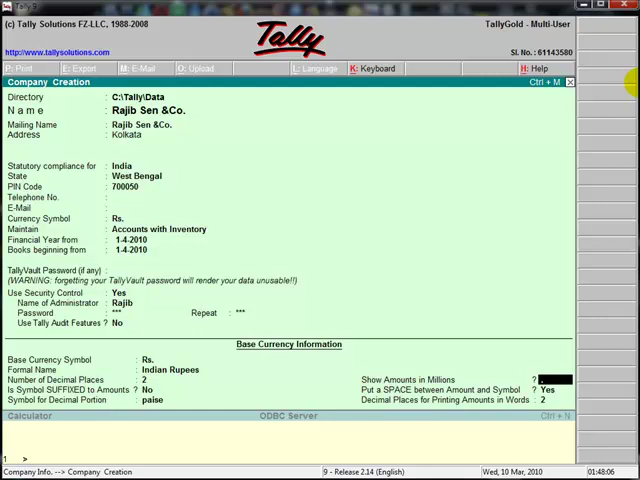 Tally 9
(c) Tally Solutions FZ-LLC, 1988-2008
TallyGold - Multi-User
http://www.tallysolutions.com
Tally
Sl. No.: 61143580
P: Print E: Export M: E-Mail O: Upload L: Language K: Keyboard H: Help
Company Creation Ctrl + M
Directory : C:\Tally\Data
Name : Rajib Sen &Co.
Mailing Name : Rajib Sen &Co.
Address : Kolkata
Statutory compliance for : India
State : West Bengal
PIN Code : 700050
Telephone No. :
E-Mail :
Currency Symbol : Rs.
Maintain : Accounts with Inventory
Financial Year from : 1-4-2010
Books beginning from : 1-4-2010
TallyVault Password (if any) :
(WARNING: forgetting your TallyVault password will render your data unusable!!)
Use Security Control : Yes
Name of Administrator : Rajib
Password : *** Repeat : ***
Use Tally Audit Features ? No
Base Currency Information
Base Currency Symbol : Rs.
Formal Name : Indian Rupees
Number of Decimal Places : 2 Show Amounts in Millions ?
Is Symbol SUFFIXED to Amounts ? No Put a SPACE between Amount and Symbol ? Yes
Symbol for Decimal Portion : paise Decimal Places for Printing Amounts in Words : 2
Calculator ODBC Server Ctrl + N
1 >
Company Info. --> Company Creation 9 - Release 2.14 (English) Wed, 10 Mar, 2010 01:48:06